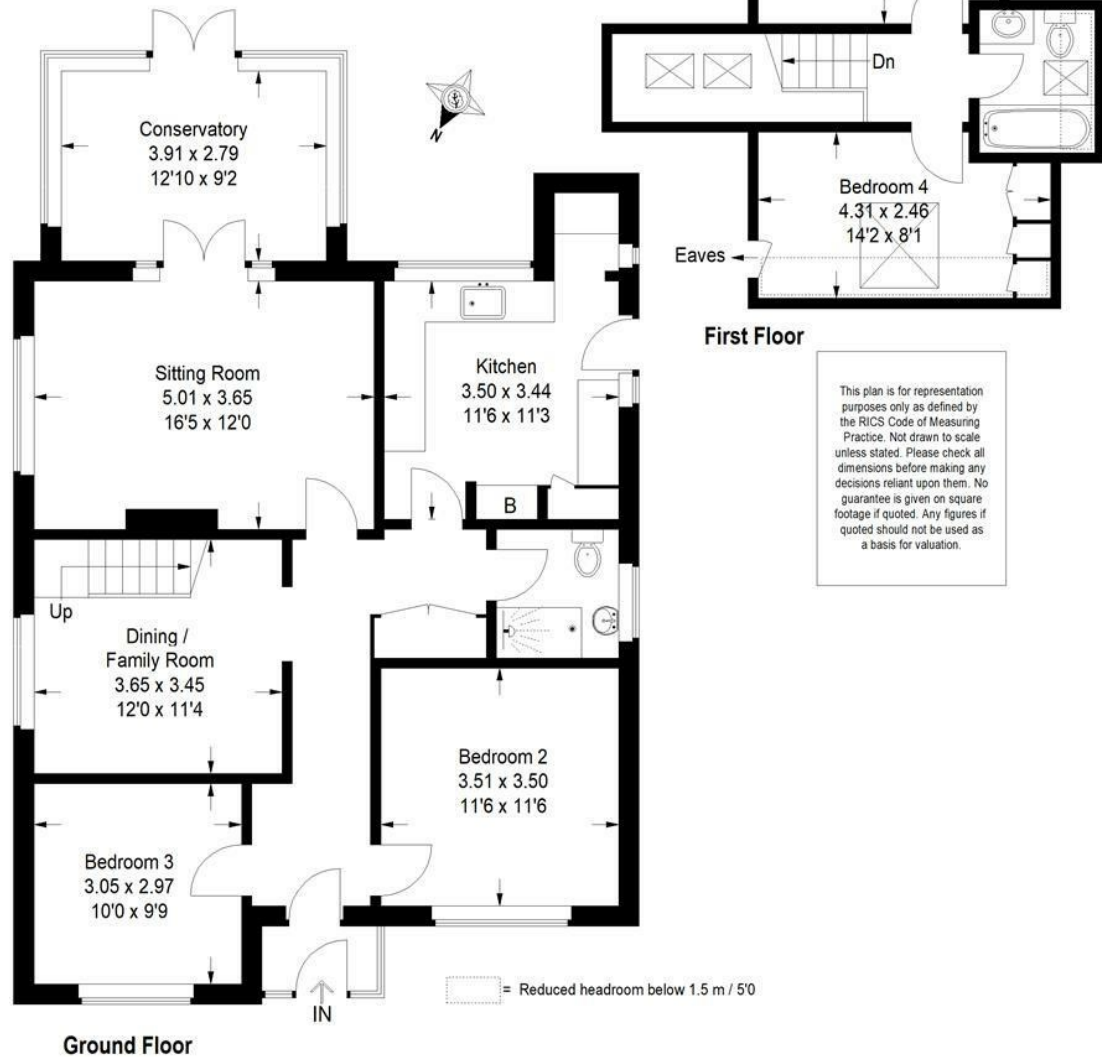 Dn
Conservatory
3.91 x 2.79
12'10 x 9'2
N
Bedroom 4
4.31 x 2.46
14'2 x 8'1
Eaves
First Floor
Sitting Room
5.01 x 3.65
16'5 x 12'0
Kitchen
3.50 x 3.44
11'6 x 11'3
B
This plan is for representation
purposes only as defined by
the RICS Code of Measuring
Practice. Not drawn to scale
unless stated. Please check all
dimensions before making any
decisions reliant upon them. No
guarantee is given on square
footage if quoted. Any figures if
quoted should not be used as
a basis for valuation.
Up
Dining /
Family Room
3.65 x 3.45
12'0 x 11'4
Bedroom 2
3.51 x 3.50
11'6 x 11'6
Bedroom 3
3.05 x 2.97
10'0 x 9'9
= Reduced headroom below 1.5 m / 5'0
IN
Ground Floor